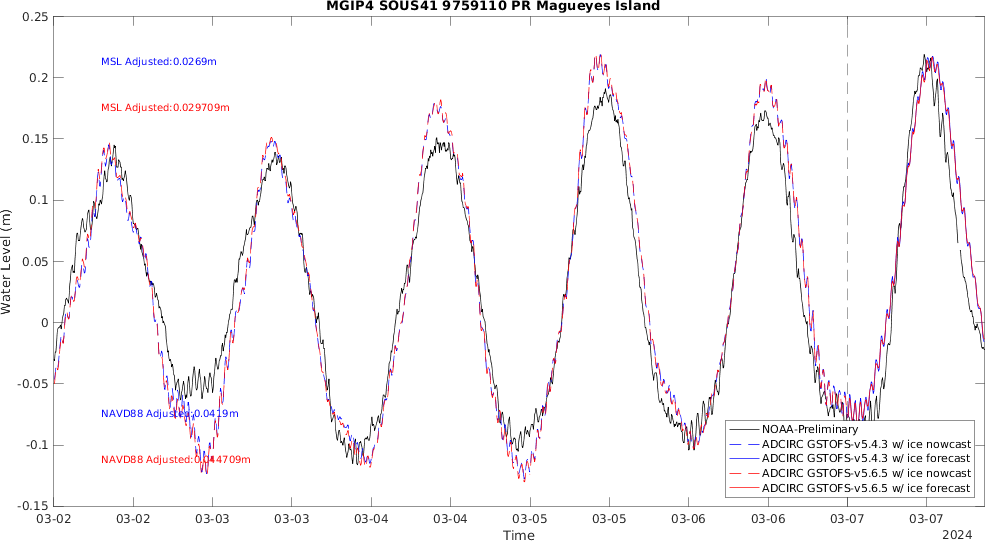 MGIP4 SOUS41 9759110 PR Magueyes Island
0.25
0.2
0.15
0.1
0.05
0
-0.05
-0.1
-0.15
Water Level (m)
MSL Adjusted:0.0269m
MSL Adjusted:0.029709m
NAVD88 Adjusted:0.0419m
NAVD88 Adjusted:0.044709m
NOAA-Preliminary
ADCIRC GSTOFS-v5.4.3 w/ ice nowcast
ADCIRC GSTOFS-v5.4.3 w/ ice forecast
ADCIRC GSTOFS-v5.6.5 w/ ice nowcast
ADCIRC GSTOFS-v5.6.5 w/ ice forecast
03-02 03-02 03-03 03-03 03-04 03-04 03-05 03-05 03-06 03-06 03-07 03-07
Time
2024